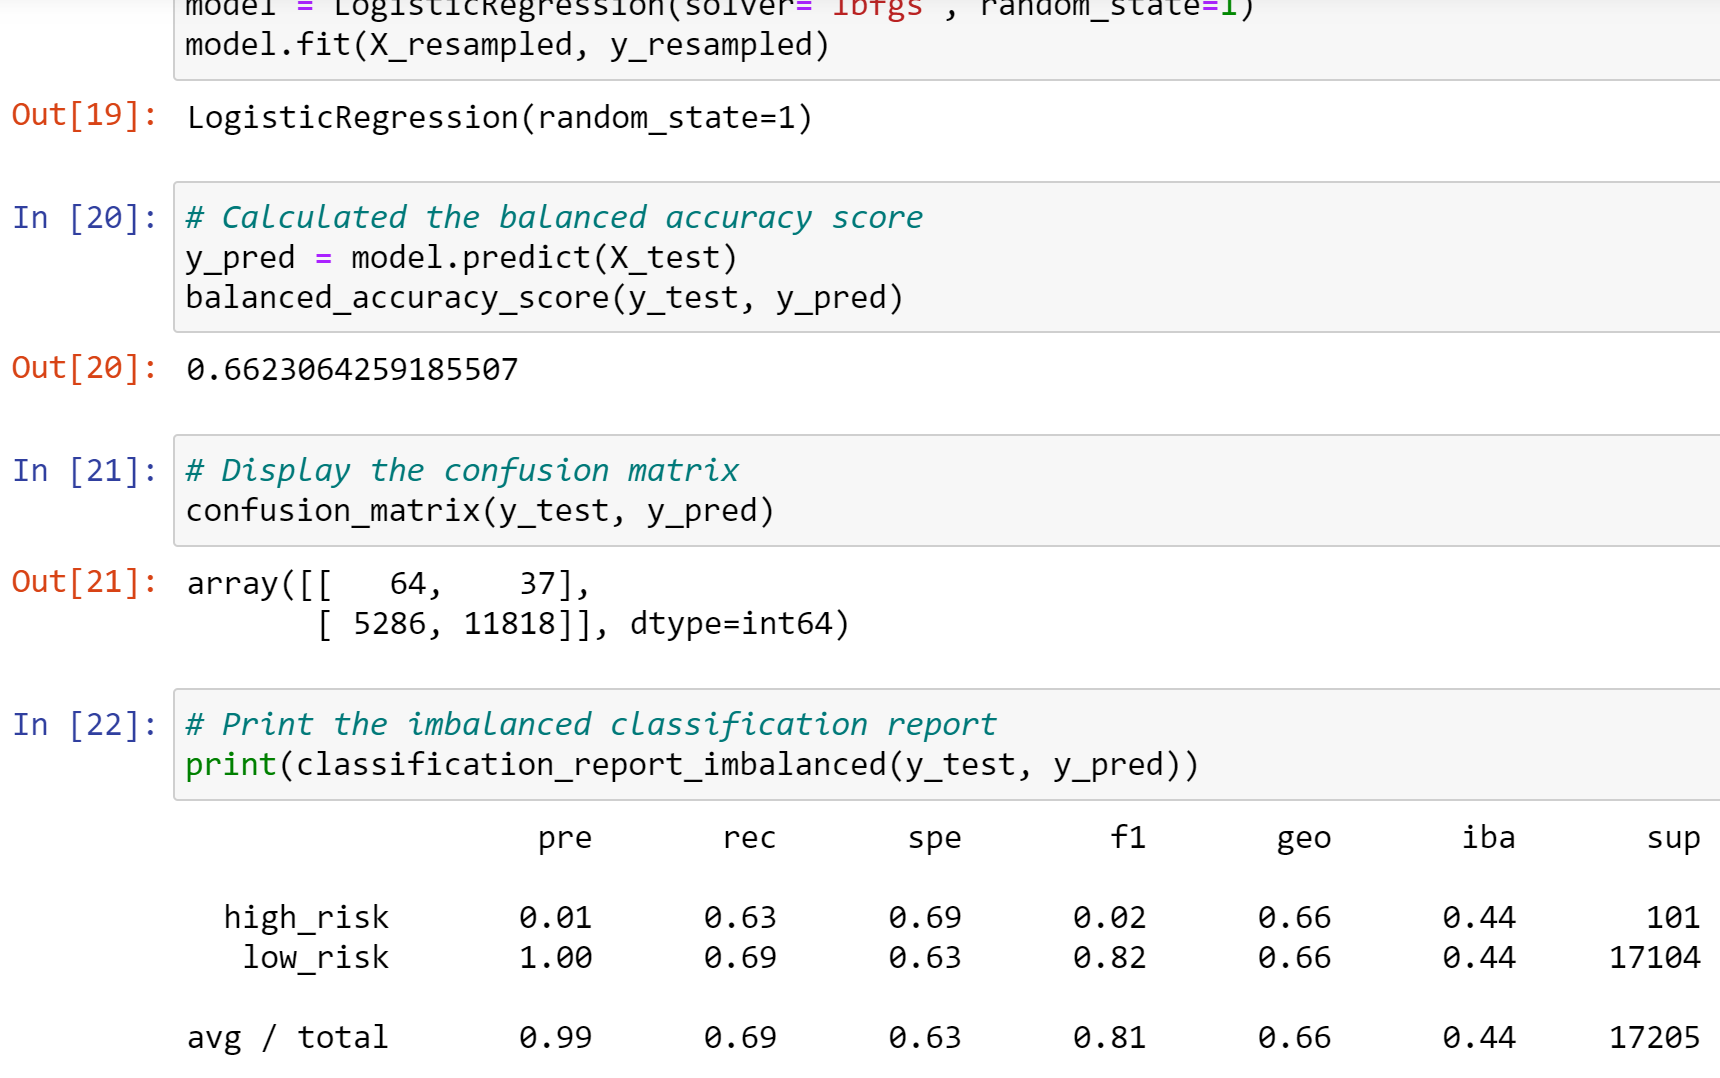 model = LogisticRegression(solver='lbfgs', random_state=1)
model.fit(X_resampled, y_resampled)
Out[19]: LogisticRegression(random_state=1)
In [20]: # Calculated the balanced accuracy score
y_pred = model.predict(X_test)
balanced_accuracy_score(y_test, y_pred)
Out[20]: 0.6623064259185507
In [21]: # Display the confusion matrix
confusion_matrix(y_test, y_pred)
Out[21]: array([[   64,    37],
       [ 5286, 11818]], dtype=int64)
In [22]: # Print the imbalanced classification report
print(classification_report_imbalanced(y_test, y_pred))
pre rec spe f1 geo iba sup
high_risk 0.01 0.63 0.69 0.02 0.66 0.44 101
low_risk 1.00 0.69 0.63 0.82 0.66 0.44 17104
avg / total 0.99 0.69 0.63 0.81 0.66 0.44 17205